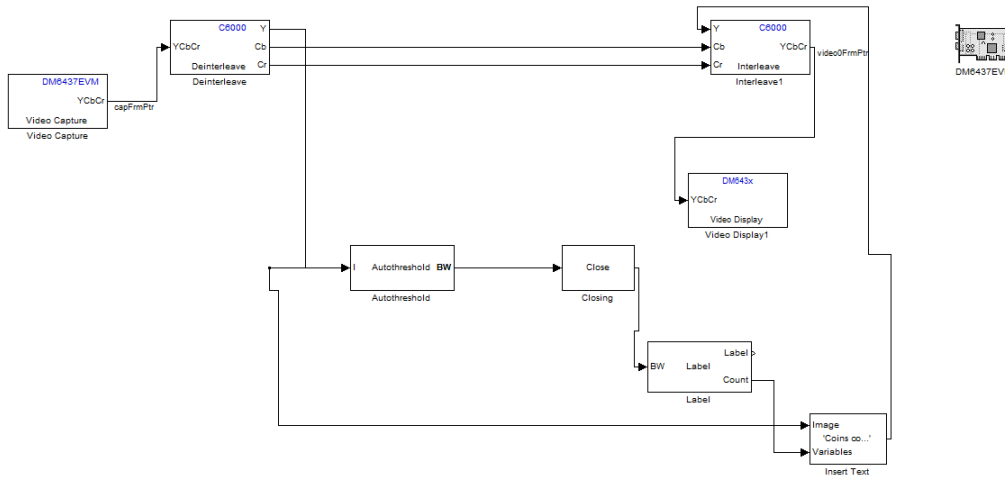 DM6437EVM
YCbCr
Video Capture
Video Capture
capFrmPtr
C6000
Y
YCbCr
Cb
Cr
Deinterleave
Deinterleave
C6000
Y
Cb
YCbCr
Cr
Interleave
Interleave1
video0FrmPtr
DM6437EV
DM643x
YCbCr
Video Display
Video Display1
I
Autothreshold
BW
Autothreshold
Close
Closing
Label
BW
Label
Count
Label
Image
'Coins co...'
Variables
Insert Text